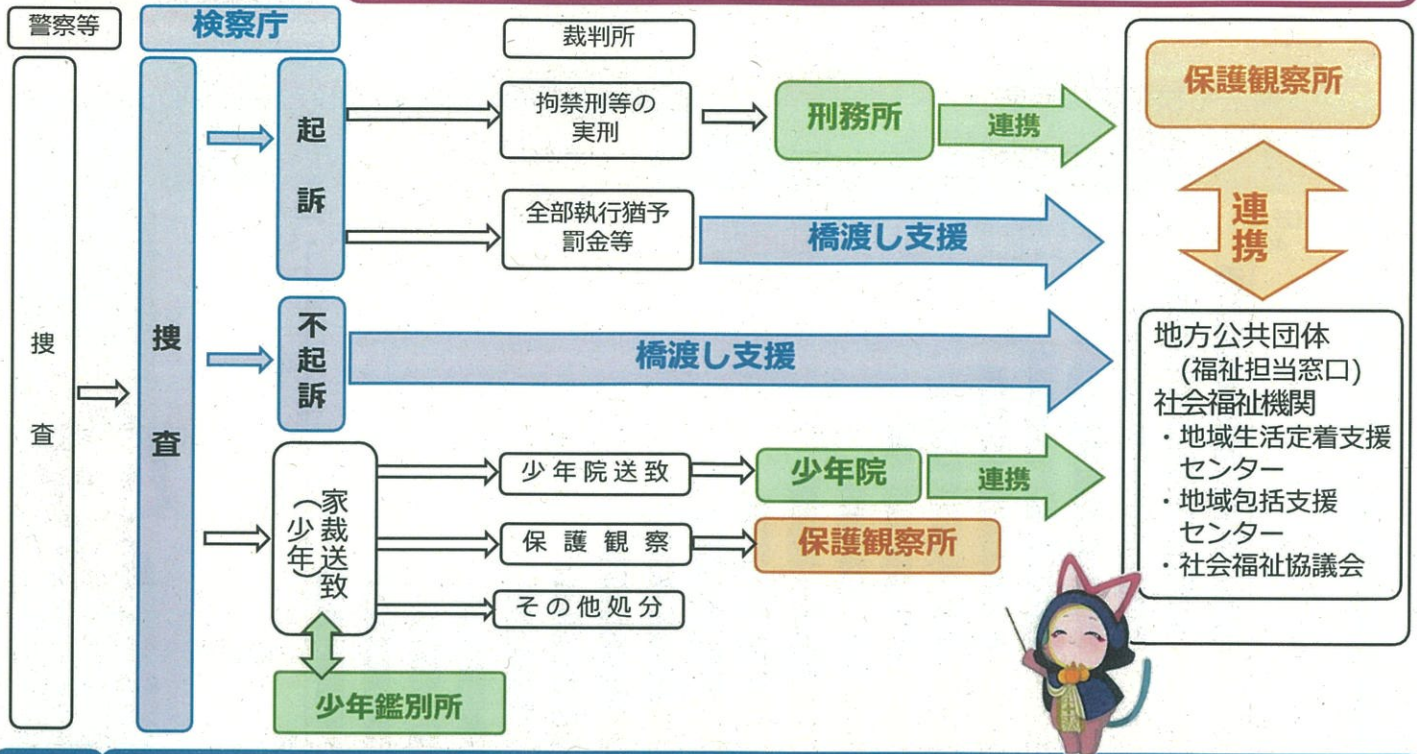 警察等
検察庁
裁判所
捜査
捜査
起訴
拘禁刑等の
実刑
刑務所
連携
全部執行猶予
罰金等
橋渡し支援
不起訴
橋渡し支援
家裁送致
(少年)
少年院送致
少年院
連携
保護観察
保護観察所
その他処分
少年鑑別所
保護観察所
連携
地方公共団体
(福祉担当窓口)
社会福祉機関
・地域生活定着支援
センター
・地域包括支援
センター
・社会福祉協議会